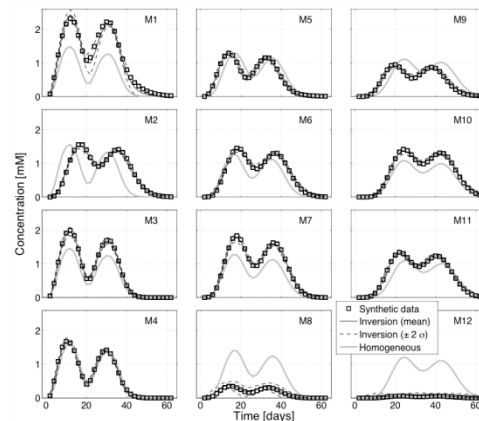 M1
M5
M9
2
1
0
M2
M6
M10
2
1
0
Concentration [mM]
M3
M7
M11
2
1
0
Synthetic data
Inversion (mean)
Inversion (± 2 σ)
Homogeneous
M4
M8
M12
2
1
0
0 20 40 60 0 20 40 60 0 20 40 60
Time [days]